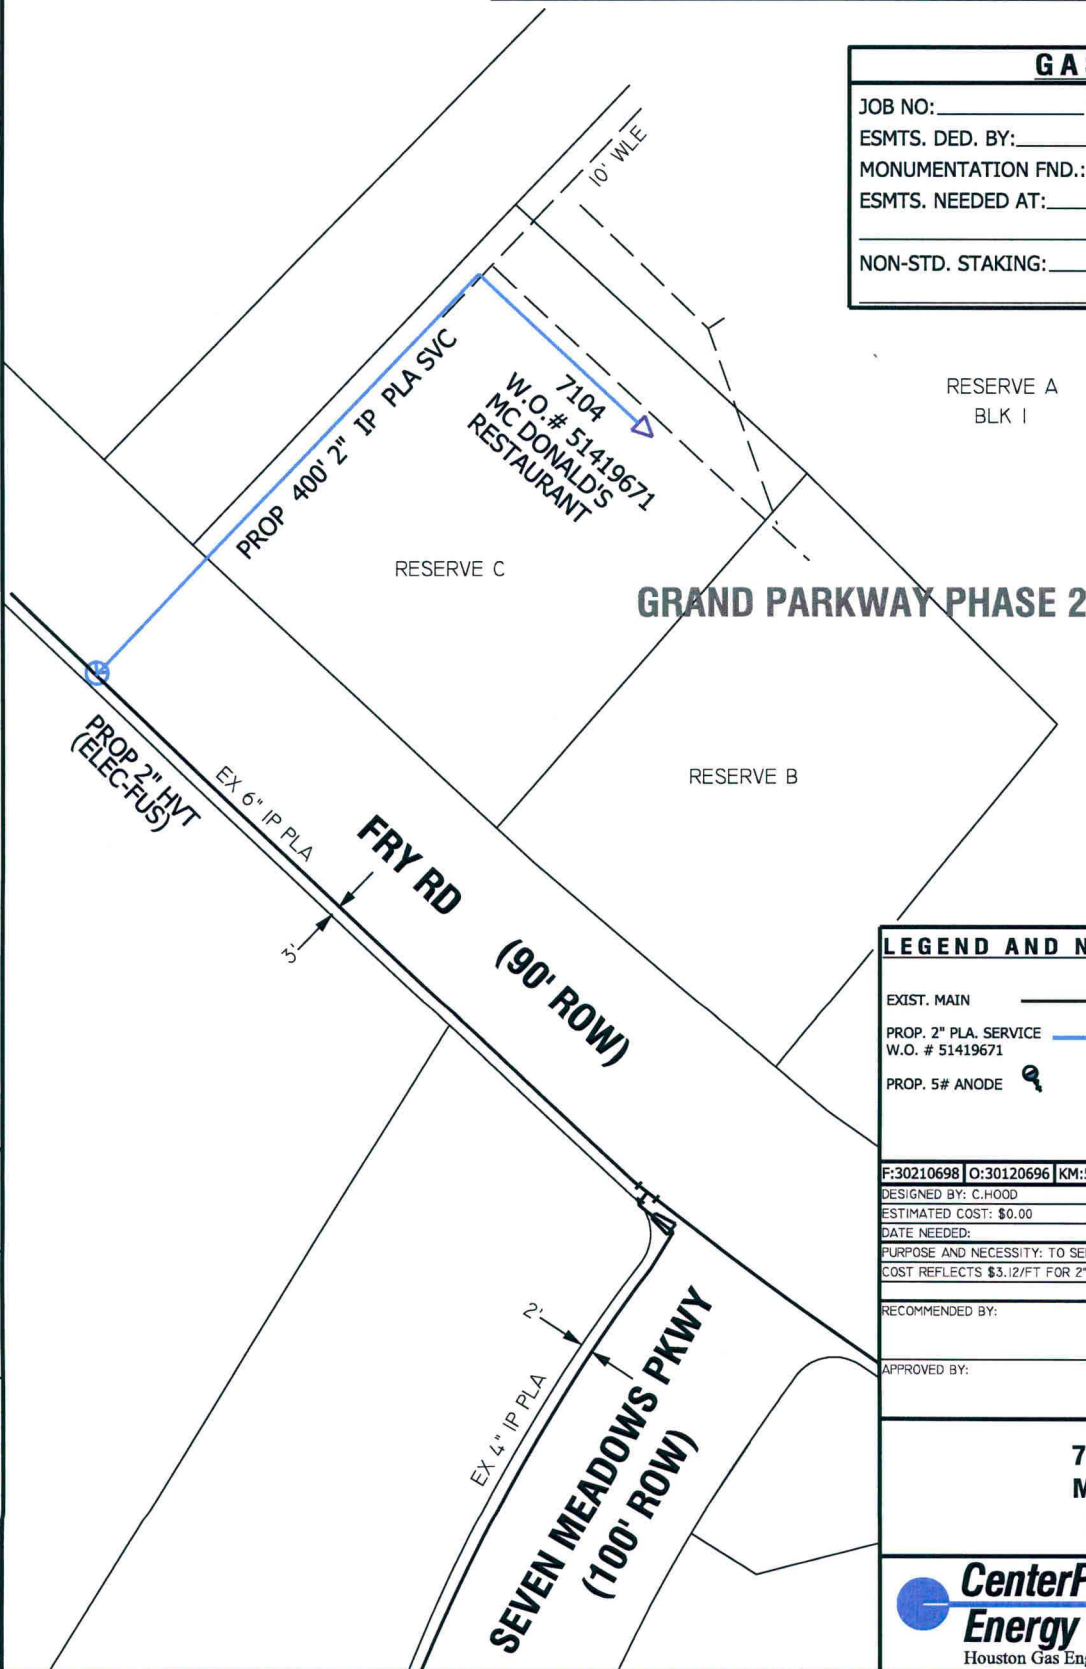 GA
JOB NO:
ESMTS. DED. BY:
MONUMENTATION FND.:
ESMTS. NEEDED AT:
NON-STD. STAKING:
10' WLE
RESERVE A
BLK 1
PROP 400' 2" IP PLA SVC
7104
W.O.# 51419671
MC DONALD'S
RESTAURANT
RESERVE C
GRAND PARKWAY PHASE 2
PROP 2" HVT
(ELEC-FUS)
EX 6" IP PLA
RESERVE B
FRY RD (90' ROW)
3'
LEGEND AND N
EXIST. MAIN
PROP. 2" PLA. SERVICE
W.O. # 51419671
PROP. 5# ANODE
F:30210698 O:30120696 KM:
DESIGNED BY: C.HOOD
ESTIMATED COST: $0.00
DATE NEEDED:
PURPOSE AND NECESSITY: TO SE
COST REFLECTS $3.12/FT FOR 2"
RECOMMENDED BY:
APPROVED BY:
2'
EX 4" IP PLA
SEVEN MEADOWS PKWY
(100' ROW)
7
M
CenterP
Energy
Houston Gas Eng